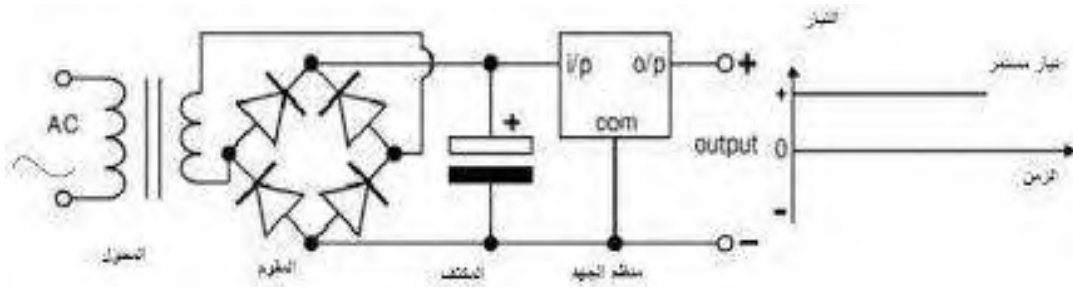 التيار
تيار مستمر
i/p o/p
+
+
AC
+
com
output
0
الزمن
-
-
المحول
المقوم
المكثف
منظم الجهد